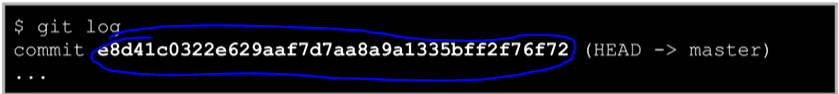 $ git log
commit e8d41c0322e629aaf7d7aa8a9a1335bff2f76f72 (HEAD -> master)
...